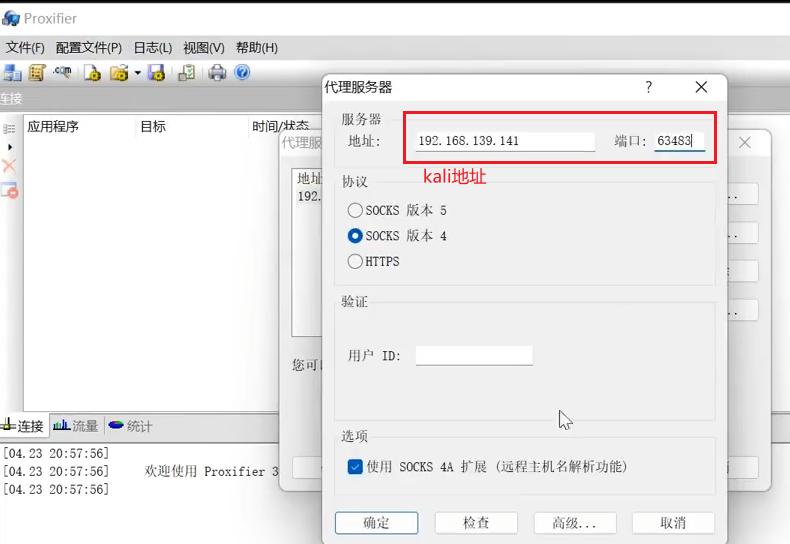 Proxifier
文件(F) 配置文件(P) 日志(L) 视图(V) 帮助(H)
连接
应用程序 目标 时间/状态
代理服
地址
192.
您可
代理服务器 ?
服务器
地址: 192.168.139.141 端口: 63483
kali地址
协议
SOCKS 版本 5
SOCKS 版本 4
HTTPS
验证
用户 ID:
选项
使用 SOCKS 4A 扩展 (远程主机名解析功能)
确定 检查 高级... 取消
连接 流量 统计
[04.23 20:57:56]
[04.23 20:57:56] 欢迎使用 Proxifier 3
[04.23 20:57:56]